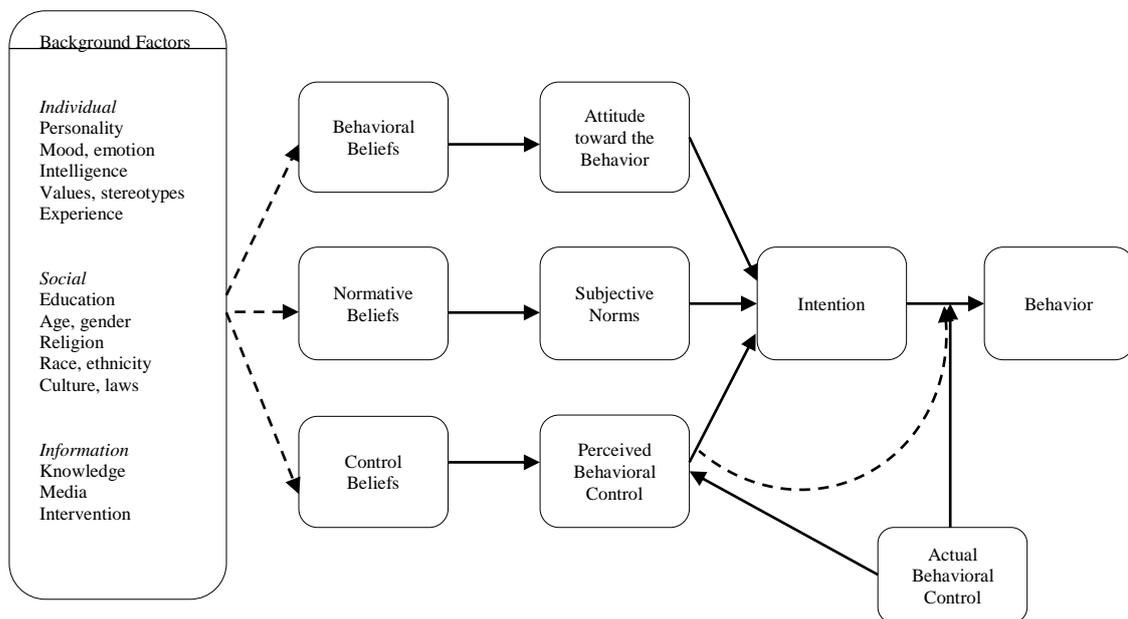 Background Factors
Individual
Personality
Mood, emotion
Intelligence
Values, stereotypes
Experience
Social
Education
Age, gender
Religion
Race, ethnicity
Culture, laws
Information
Knowledge
Media
Intervention
Behavioral
Beliefs
Attitude
toward the
Behavior
Normative
Beliefs
Subjective
Norms
Intention
Behavior
Control
Beliefs
Perceived
Behavioral
Control
Actual
Behavioral
Control